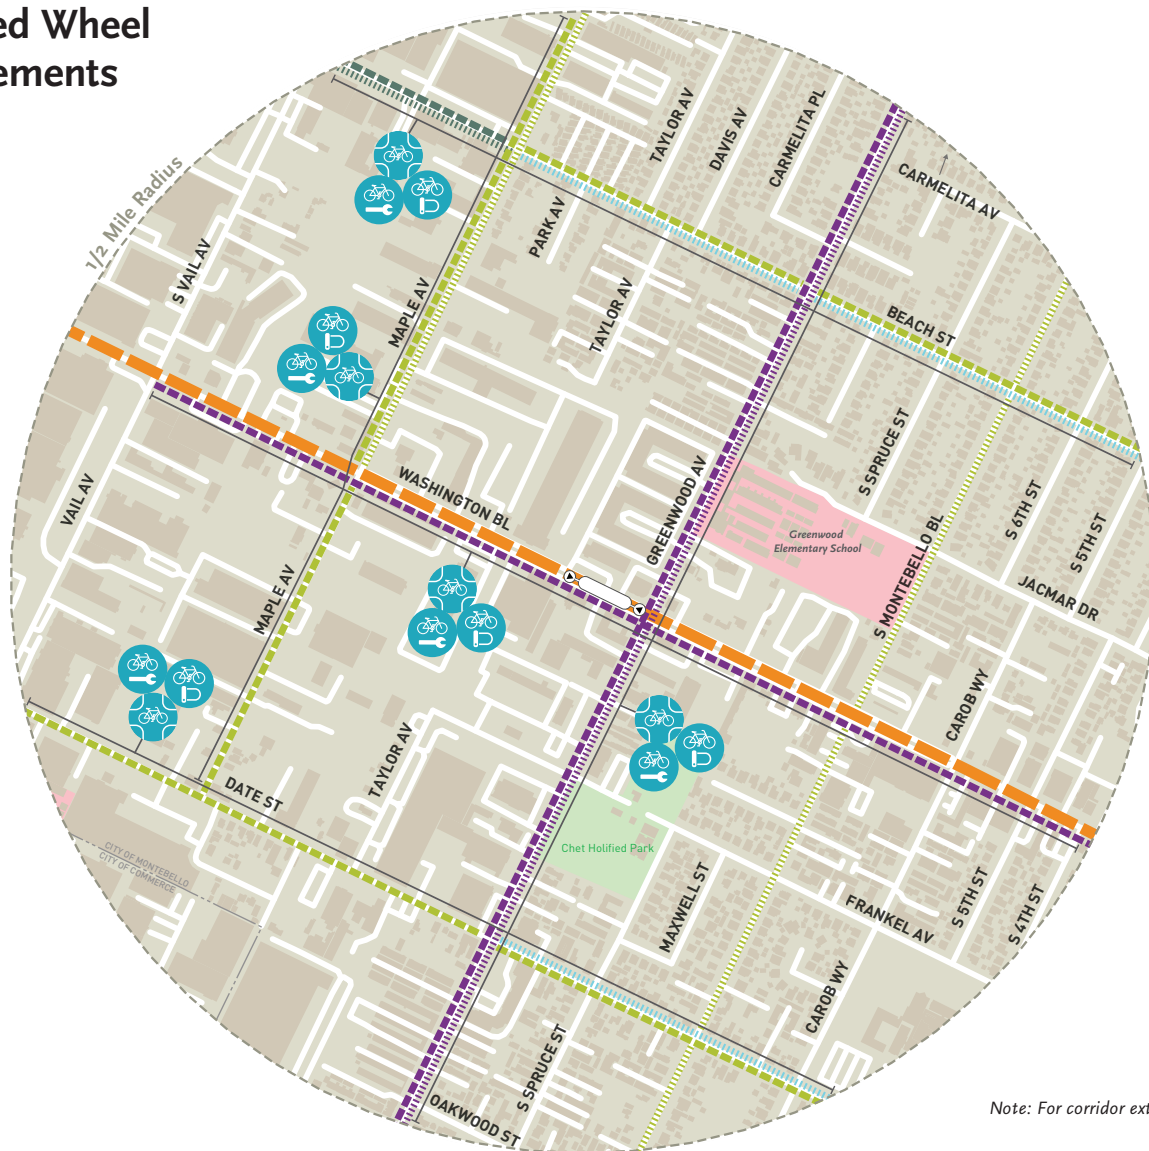 ed Wheel
ements
1/2 Mile Radius
TAYLOR AV
DAVIS AV
CARMELITA PL
CARMELITA AV
PARK AV
S VAIL AV
MAPLE AV
TAYLOR AV
BEACH ST
S SPRUCE ST
WASHINGTON BL
GREENWOOD AV
VAIL AV
Greenwood
Elementary School
S MONTEBELLO BL
S 6TH ST
S 5TH ST
JACMAR DR
MAPLE AV
CAROB WY
TAYLOR AV
DATE ST
CITY OF MONTEBELLO
CITY OF COMMERCE
Chet Holified Park
MAXWELL ST
FRANKEL AV
S 5TH ST
S 4TH ST
CAROB WY
S SPRUCE ST
OAKWOOD ST
Note: For corridor ext